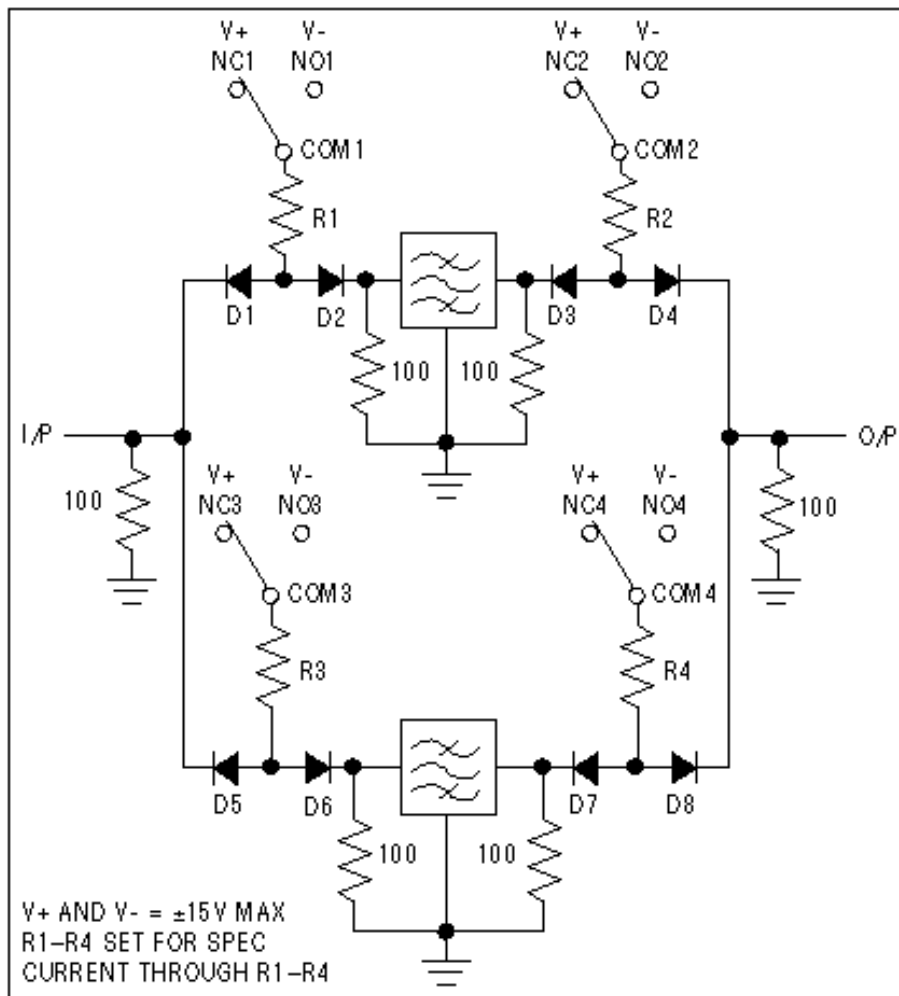 V+ V- V+ V-
NC1 NO1 NC2 NO2
COM1 COM2
R1 R2
D1 D2 D3 D4
100 100
I/P O/P
V+ V- V+ V-
100 NC3 NO3 NC4 NO4 100
COM3 COM4
R3 R4
D5 D6 D7 D8
100 100
V+ AND V- = ±15V MAX
R1-R4 SET FOR SPEC
CURRENT THROUGH R1-R4